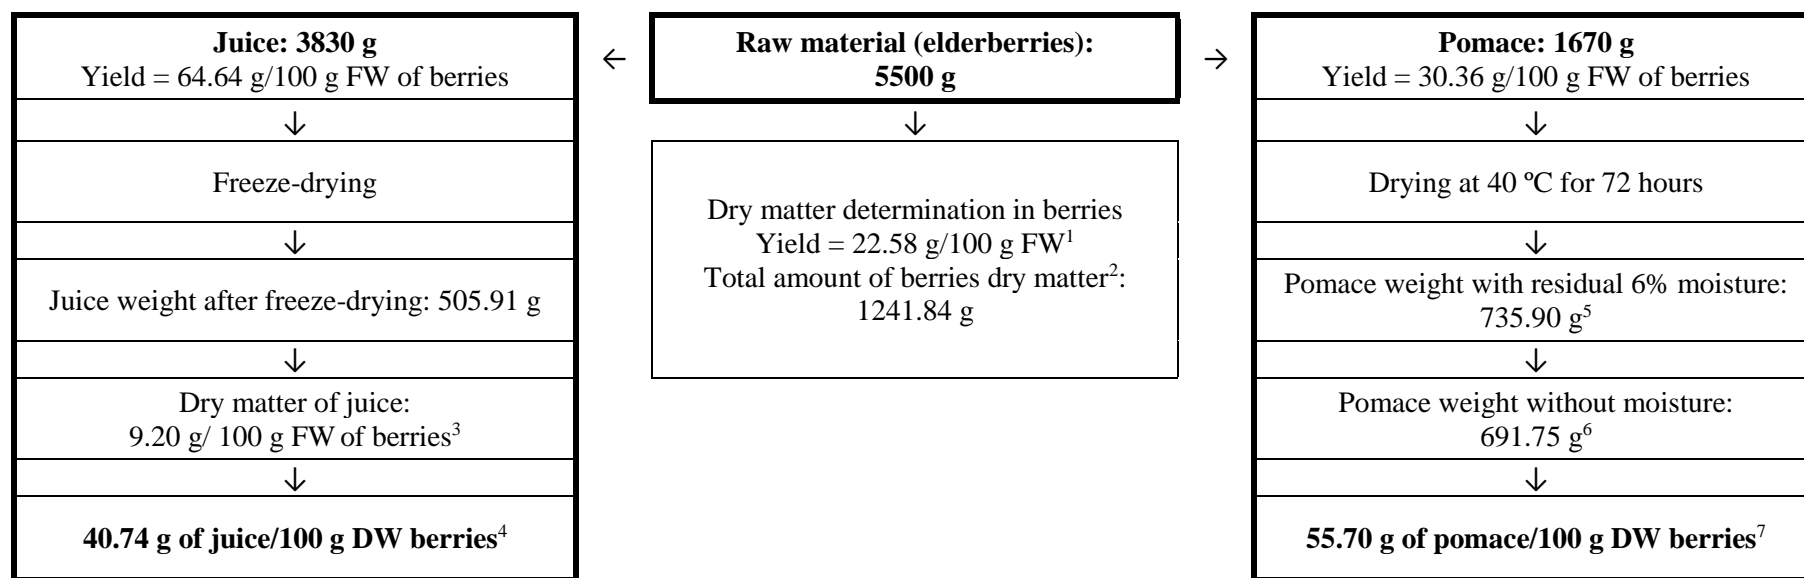 Juice: 3830 g
Yield = 64.64 g/100 g FW of berries
↓
Freeze-drying
↓
Juice weight after freeze-drying: 505.91 g
↓
Dry matter of juice:
9.20 g/ 100 g FW of berries³
↓
40.74 g of juice/100 g DW berries⁴
←
Raw material (elderberries):
5500 g
↓
Dry matter determination in berries
Yield = 22.58 g/100 g FW¹
Total amount of berries dry matter²:
1241.84 g
→
Pomace: 1670 g
Yield = 30.36 g/100 g FW of berries
↓
Drying at 40 ºC for 72 hours
↓
Pomace weight with residual 6% moisture:
735.90 g⁵
↓
Pomace weight without moisture:
691.75 g⁶
↓
55.70 g of pomace/100 g DW berries⁷